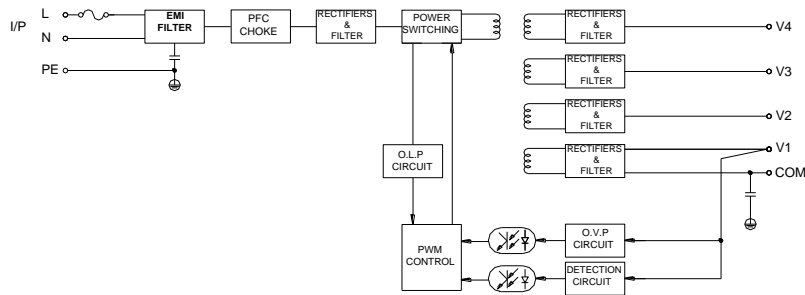 I/P
L
N
PE
EMI
FILTER
PFC
CHOKE
RECTIFIERS
&
FILTER
POWER
SWITCHING
RECTIFIERS
&
FILTER
V4
RECTIFIERS
&
FILTER
V3
RECTIFIERS
&
FILTER
V2
RECTIFIERS
&
FILTER
V1
COM
O.L.P
CIRCUIT
PWM
CONTROL
O.V.P
CIRCUIT
DETECTION
CIRCUIT